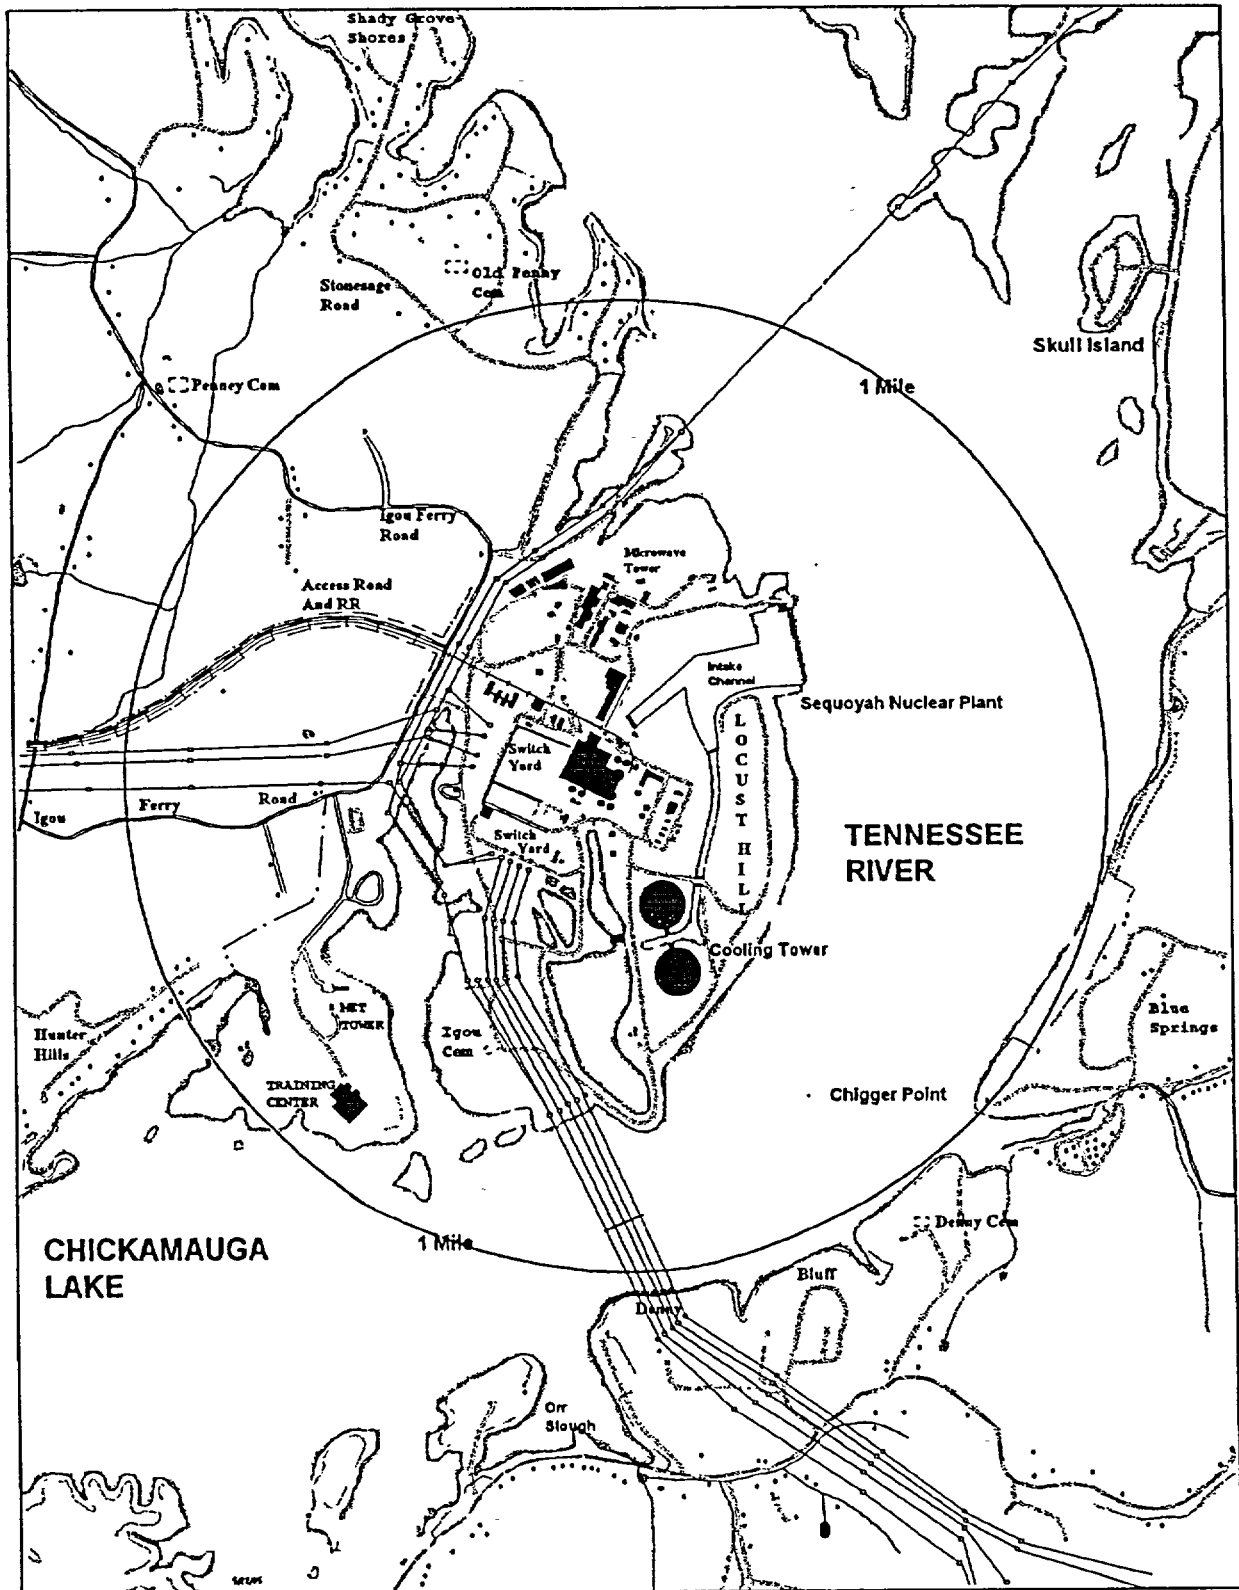 Shady Grove
Shores
Stonesage
Road
Old Penny
Cem
Skull Island
1 Mile
Penney Cem
Igou Ferry
Road
Microwave
Tower
Access Road
And RR
Intake
Channel
Sequoyah Nuclear Plant
LOCUST HILL
Switch
Yard
Igou Ferry Road
Switch
Yard
TENNESSEE
RIVER
Cooling Tower
MET
TOWER
Igou
Cem
Hunter
Hills
Blue
Springs
TRAINING
CENTER
Chigger Point
Denny Cem
CHICKAMAUGA
LAKE
1 Mile
Bluff
Denny
Orr
Slough